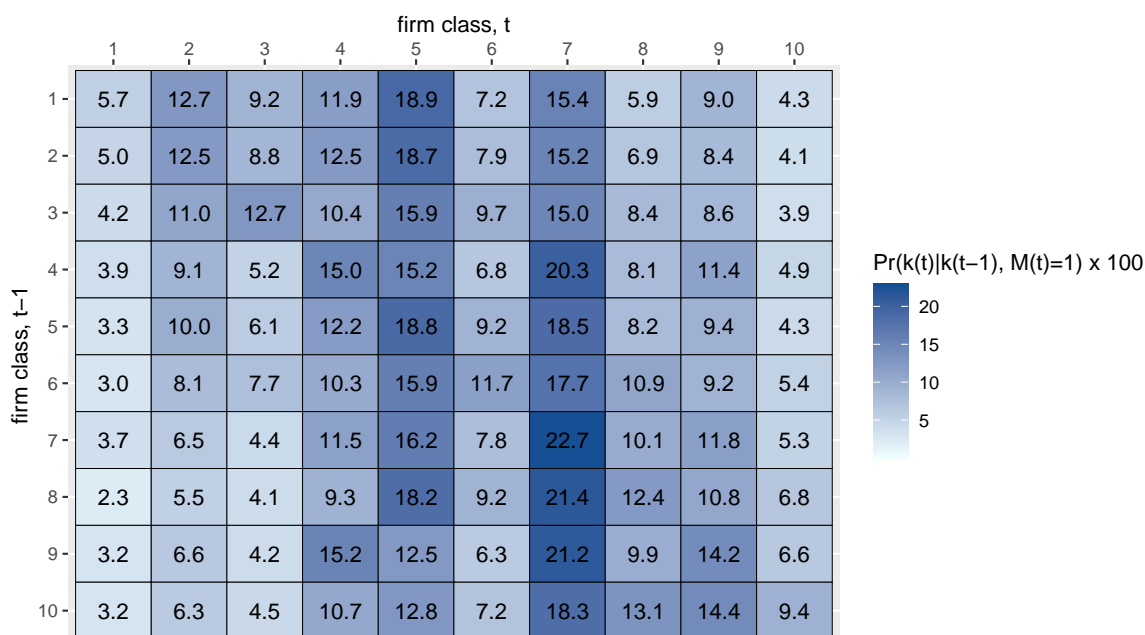 firm class, t
1 2 3 4 5 6 7 8 9 10
firm class, t−1
1 5.7 12.7 9.2 11.9 18.9 7.2 15.4 5.9 9.0 4.3
2 5.0 12.5 8.8 12.5 18.7 7.9 15.2 6.9 8.4 4.1
3 4.2 11.0 12.7 10.4 15.9 9.7 15.0 8.4 8.6 3.9
4 3.9 9.1 5.2 15.0 15.2 6.8 20.3 8.1 11.4 4.9
5 3.3 10.0 6.1 12.2 18.8 9.2 18.5 8.2 9.4 4.3
6 3.0 8.1 7.7 10.3 15.9 11.7 17.7 10.9 9.2 5.4
7 3.7 6.5 4.4 11.5 16.2 7.8 22.7 10.1 11.8 5.3
8 2.3 5.5 4.1 9.3 18.2 9.2 21.4 12.4 10.8 6.8
9 3.2 6.6 4.2 15.2 12.5 6.3 21.2 9.9 14.2 6.6
10 3.2 6.3 4.5 10.7 12.8 7.2 18.3 13.1 14.4 9.4
Pr(k(t)|k(t−1), M(t)=1) x 100
20
15
10
5